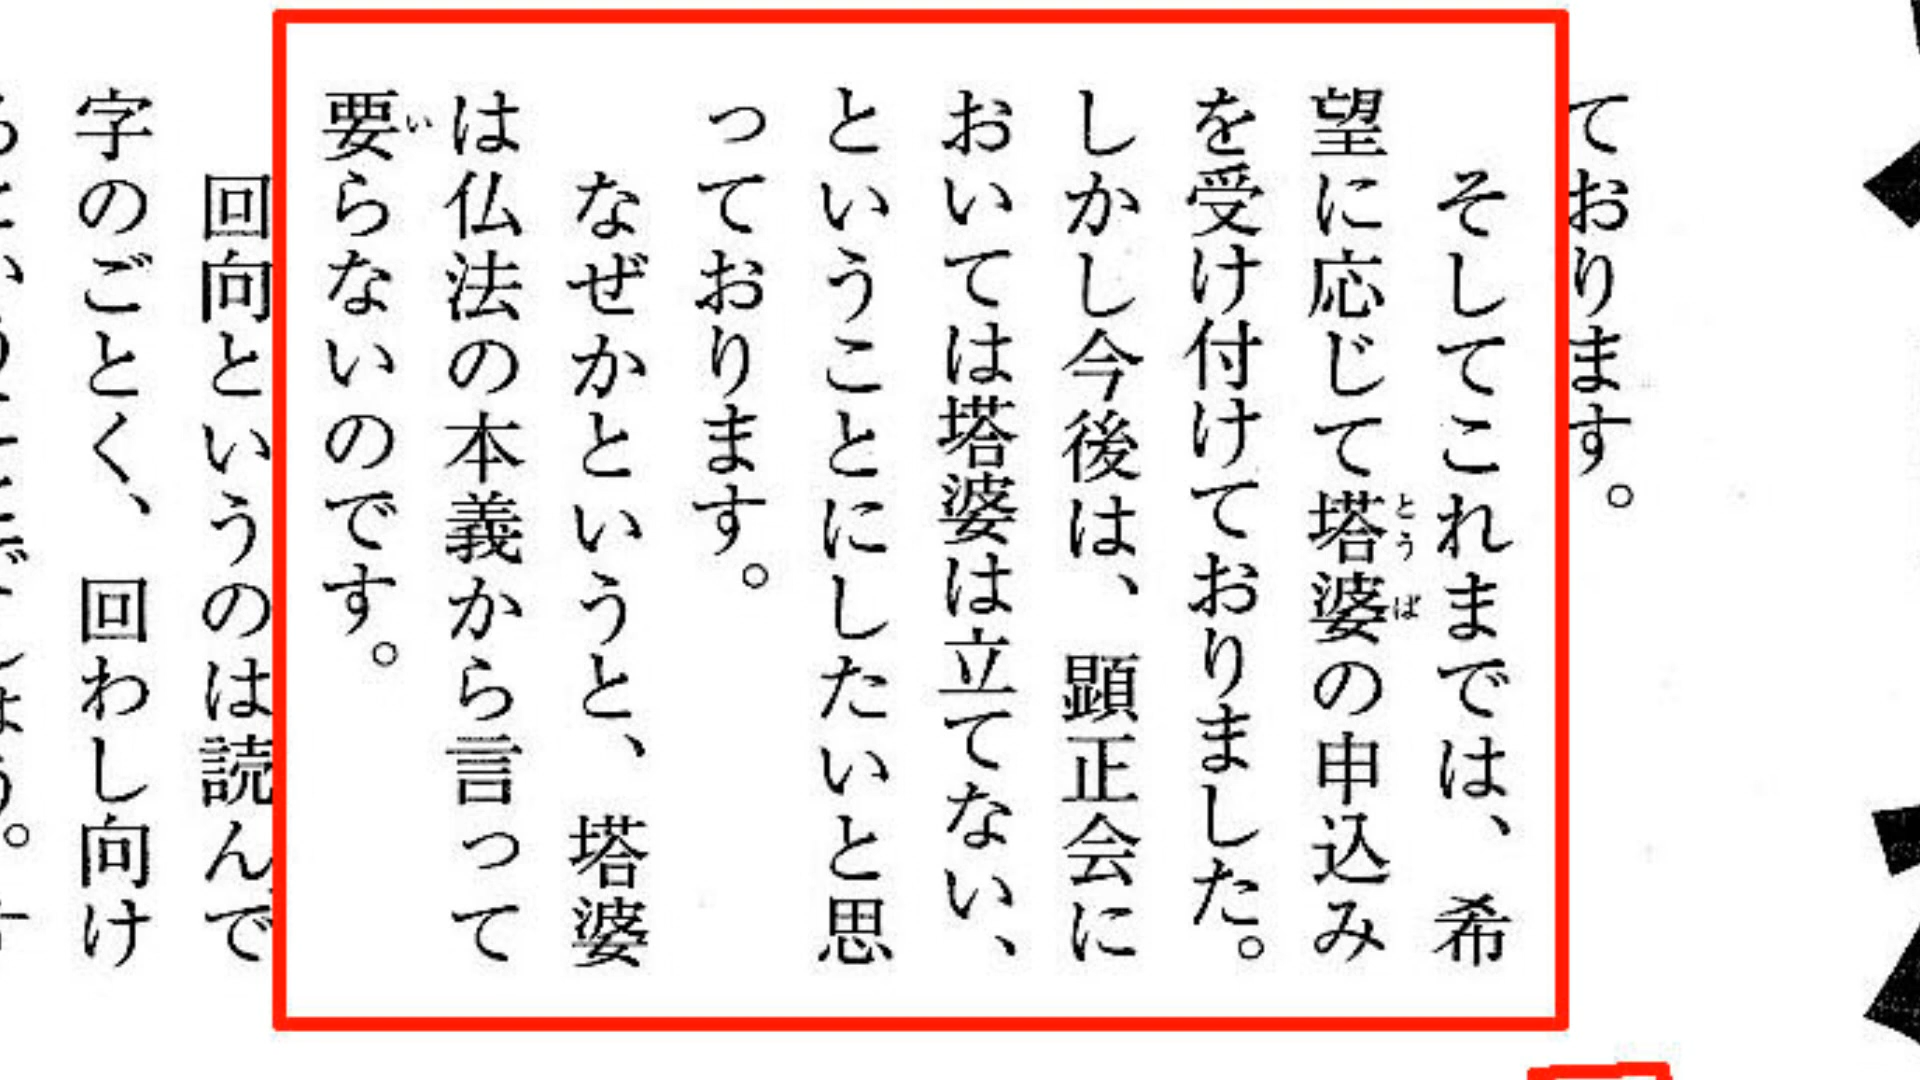 ております。
そしてこれまでは、希
望に応じて塔婆の申込み
を受け付けておりました。
しかし今後は、顕正会に
おいては塔婆は立てない、
ということにしたいと思
っております。
なぜかというと、塔婆
は仏法の本義から言って
要らないのです。
回向というのは読んで
字のごとく、回わし向け